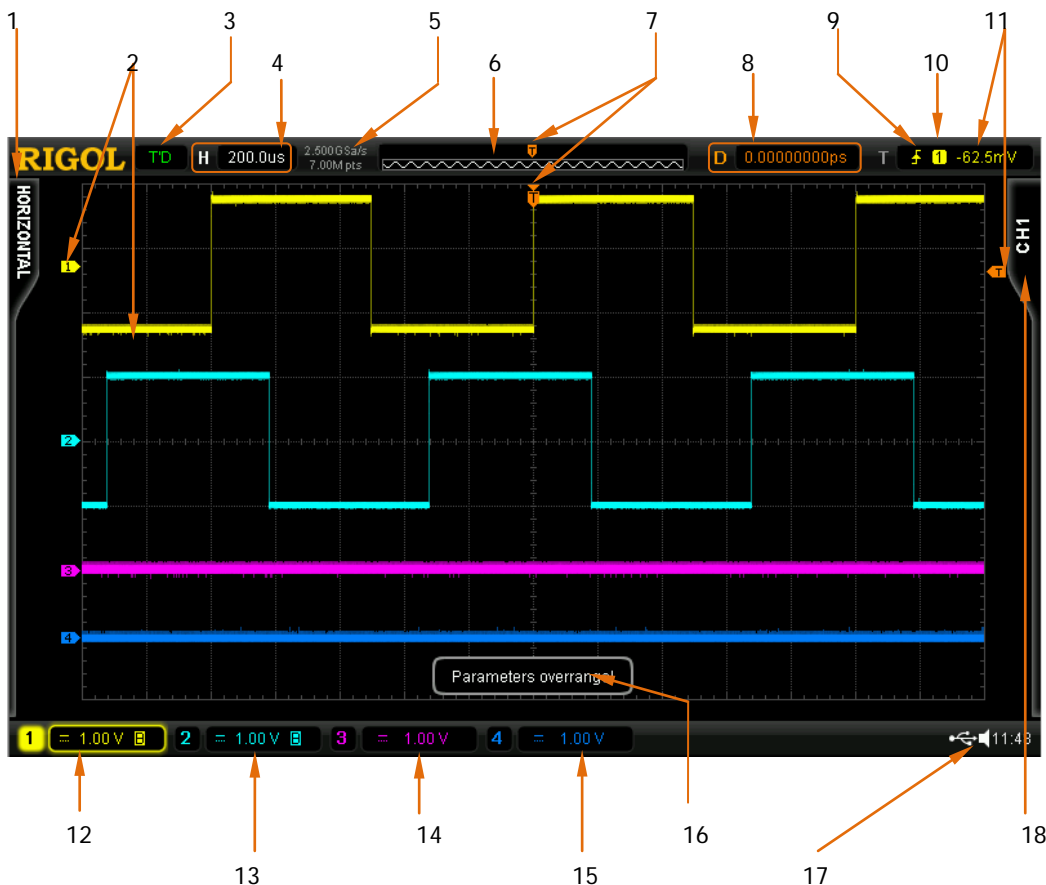 1 3 5 7 9 11
2 4 6 8 10
RIGOL T'D H 200.0us 2.500GSa/s D 0.00000000ps T 1 -62.5mV
7.00Mpts
T
T
HORIZONTAL
CH1
1
T
2
3
4
Parameters overrange!
1 = 1.00 V B 2 = 1.00 V B 3 = 1.00 V 4 = 1.00 V 11:43
12 14 16 18
13 15 17